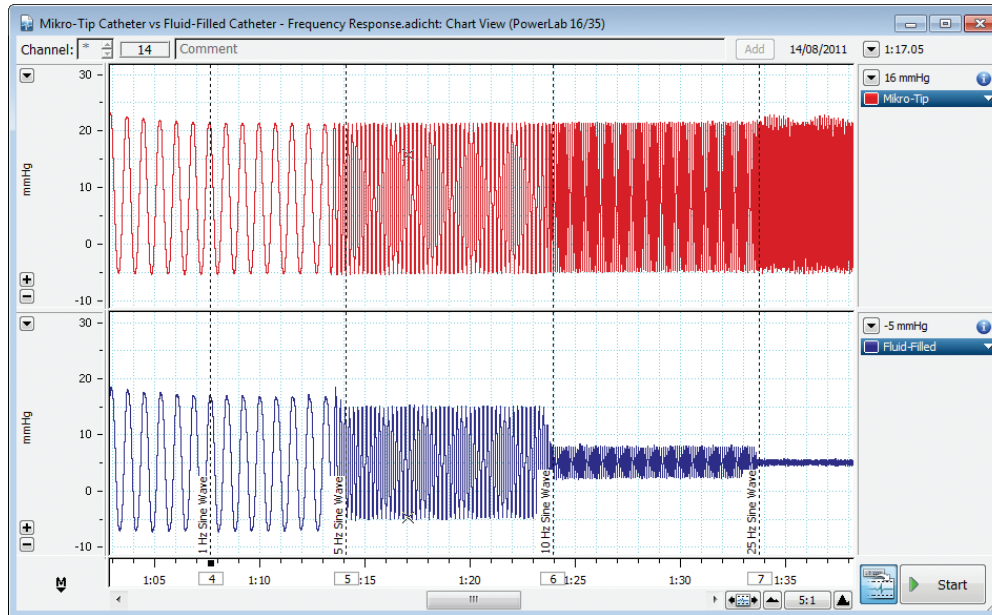 Mikro-Tip Catheter vs Fluid-Filled Catheter - Frequency Response.adicht: Chart View (PowerLab 16/35)
Channel: * 14 Comment Add 14/08/2011 1:17.05
30
20
10
0
-10
mmHg
16 mmHg
Mikro-Tip
30
20
10
0
-10
mmHg
-5 mmHg
Fluid-Filled
1 Hz Sine Wave
5 Hz Sine Wave
10 Hz Sine Wave
25 Hz Sine Wave
M
1:05 4 1:10 5 1:15 1:20 6 1:25 1:30 7 1:35
5:1
Start